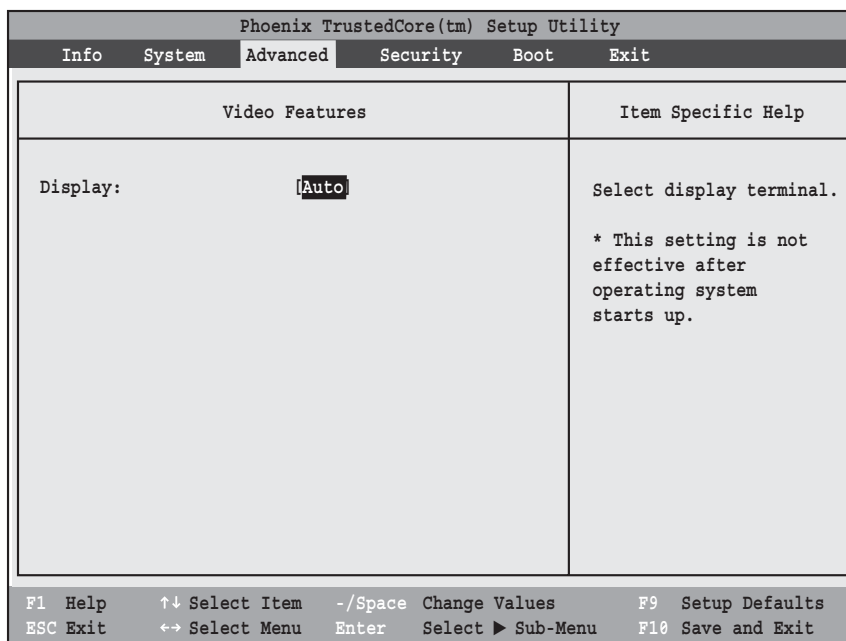 Phoenix TrustedCore(tm) Setup Utility
Info System Advanced Security Boot Exit
Video Features
Display: [Auto]
Item Specific Help
Select display terminal.
* This setting is not
effective after
operating system
starts up.
F1 Help ↑↓ Select Item -/Space Change Values F9 Setup Defaults
ESC Exit ←→ Select Menu Enter Select ▶ Sub-Menu F10 Save and Exit